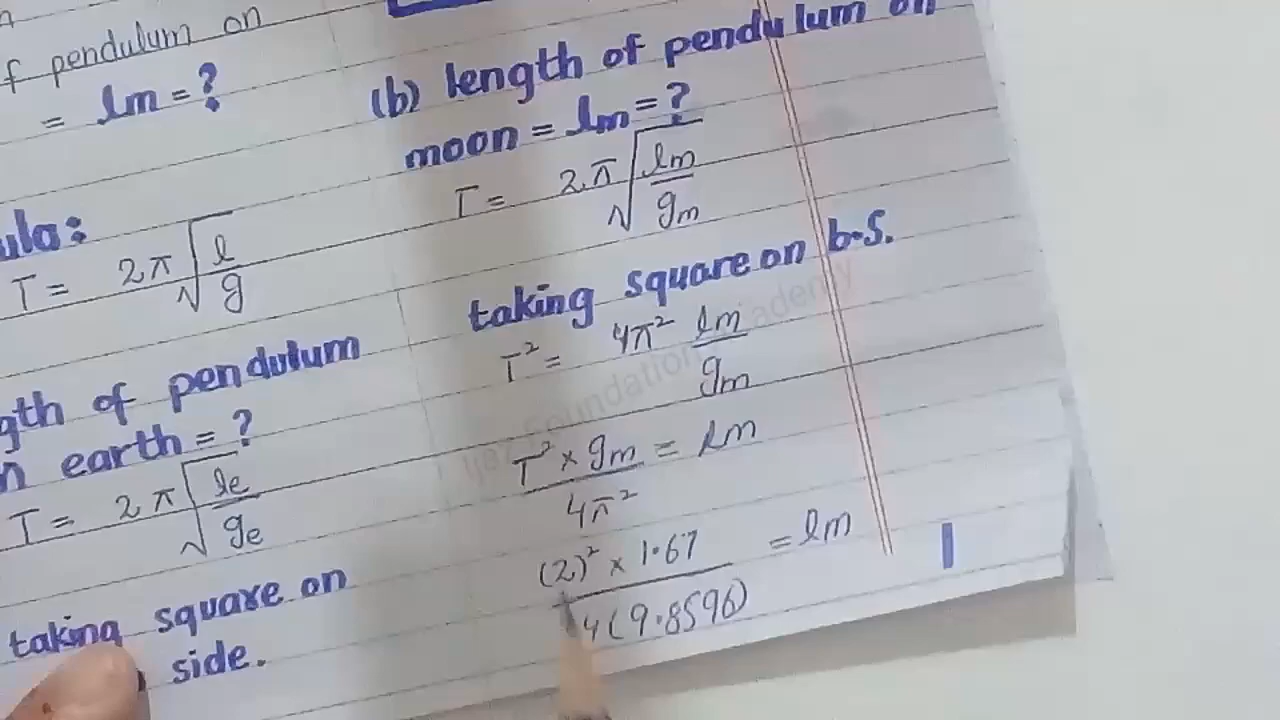 f pendulum on
= lm = ?
ula:
T = 2π√l/g
gth of pendulum
n earth = ?
T = 2π√le/ge
taking square on
side.
(b) length of pendulum on
moon = lm = ?
T = 2π√lm/gm
taking square on b.S.
T² = 4π² lm/gm
T² × gm / 4π² = lm
(2)² × 1.67 / 4(9.8596) = lm